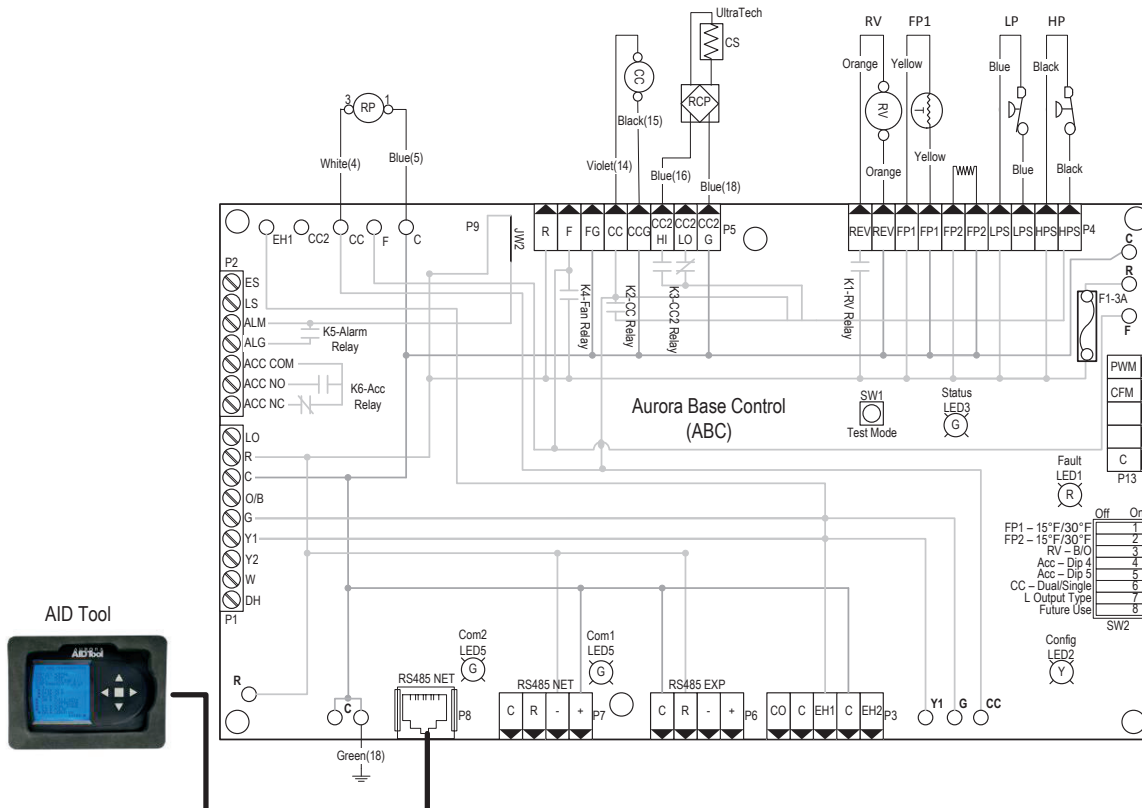 UltraTech
CS
RV
FP1
LP
HP
Orange
Yellow
Blue
Black
3
RP
1
CC
RCP
RV
T
Black(15)
White(4)
Blue(5)
Violet(14)
Blue(16)
Blue(18)
Orange
Yellow
Blue
Black
EH1
CC2
CC
F
C
P9
JW2
R
F
FG
CC
CCG
CC2 HI
CC2 LO
CC2 G
P5
REV
REV
FP1
FP1
FP2
FP2
LPS
LPS
HPS
HPS
P4
C
R
F1-3A
F
P2
ES
LS
ALM
ALG
ACC COM
ACC NO
ACC NC
K5-Alarm
Relay
K6-Acc
Relay
K4-Fan Relay
K2-CC Relay
K3-CC2 Relay
K1-RV Relay
Aurora Base Control
(ABC)
SW1
Test Mode
Status
LED3
G
PWM
CFM
C
P13
Fault
LED1
R
LO
R
C
O/B
G
Y1
Y2
W
DH
P1
Off
On
FP1 – 15°F/30°F 1
FP2 – 15°F/30°F 2
RV – B/O 3
Acc – Dip 4 4
Acc – Dip 5 5
CC – Dual/Single 6
L Output Type 7
Future Use 8
SW2
Config
LED2
Y
AID Tool
AURORA
AID Tool
R
C
Green(18)
RS485 NET
P8
Com2
LED5
G
RS485 NET
C
R
-
+
P7
Com1
LED5
G
RS485 EXP
C
R
-
+
P6
CO
C
EH1
C
EH2
P3
Y1
G
CC